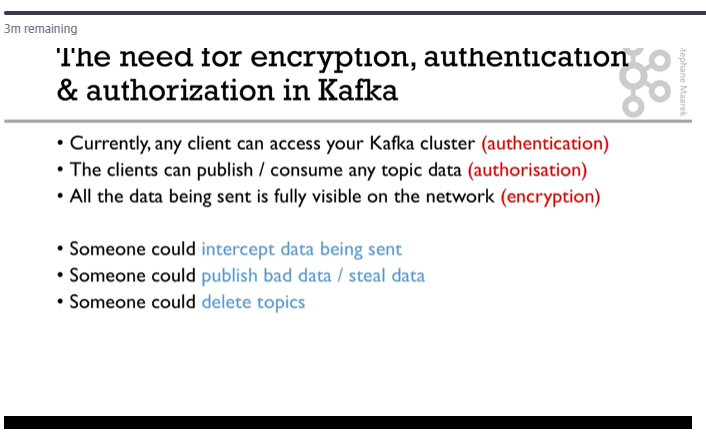 3m remaining
The need for encryption, authentication
& authorization in Kafka
tephane Maarek
• Currently, any client can access your Kafka cluster (authentication)
• The clients can publish / consume any topic data (authorisation)
• All the data being sent is fully visible on the network (encryption)
• Someone could intercept data being sent
• Someone could publish bad data / steal data
• Someone could delete topics